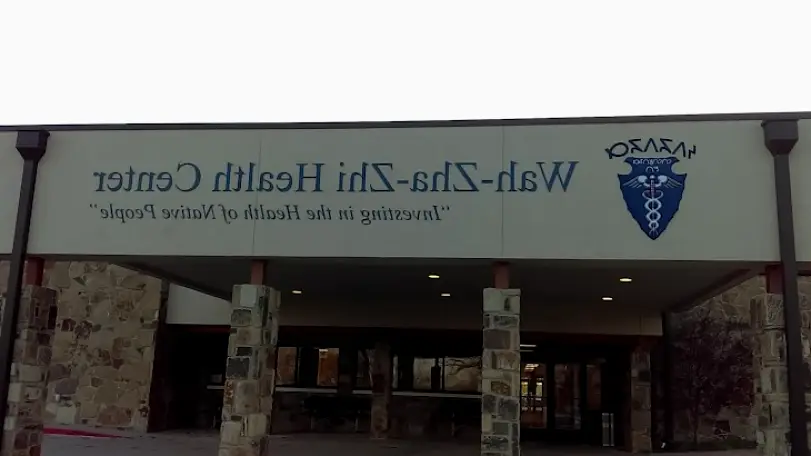 Wah-Zha-Zhi Health Center
"Investing in the Health of Native People"